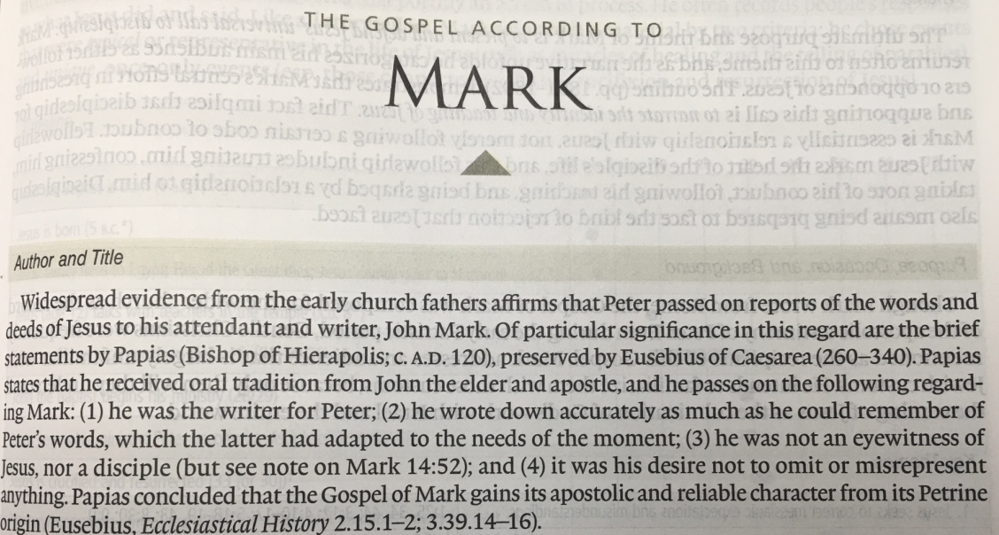 THE GOSPEL ACCORDING TO
MARK
Author and Title
Widespread evidence from the early church fathers affirms that Peter passed on reports of the words and
deeds of Jesus to his attendant and writer, John Mark. Of particular significance in this regard are the brief
statements by Papias (Bishop of Hierapolis; C. A.D. 120), preserved by Eusebius of Caesarea (260–340). Papias
states that he received oral tradition from John the elder and apostle, and he passes on the following regard-
ing Mark: (1) he was the writer for Peter; (2) he wrote down accurately as much as he could remember of
Peter's words, which the latter had adapted to the needs of the moment; (3) he was not an eyewitness of
Jesus, nor a disciple (but see note on Mark 14:52); and (4) it was his desire not to omit or misrepresent
anything. Papias concluded that the Gospel of Mark gains its apostolic and reliable character from its Petrine
origin (Eusebius, Ecclesiastical History 2.15.1–2; 3.39.14–16).